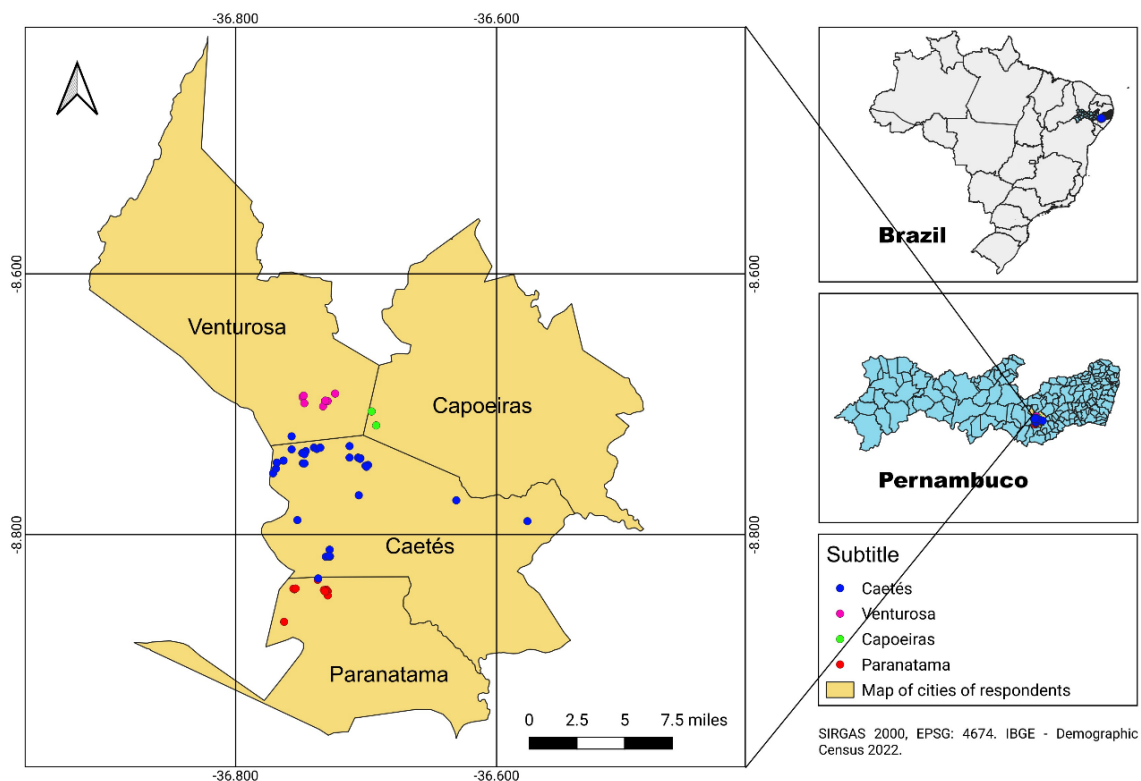 -36.800
-36.600
-8.600
-8.600
Venturosa
Capoeiras
Caetés
-8.800
-8.800
Paranatama
0 2.5 5 7.5 miles
-36.800
-36.600
Brazil
Pernambuco
Subtitle
Caetés
Venturosa
Capoeiras
Paranatama
Map of cities of respondents
SIRGAS 2000, EPSG: 4674. IBGE - Demographic
Census 2022.